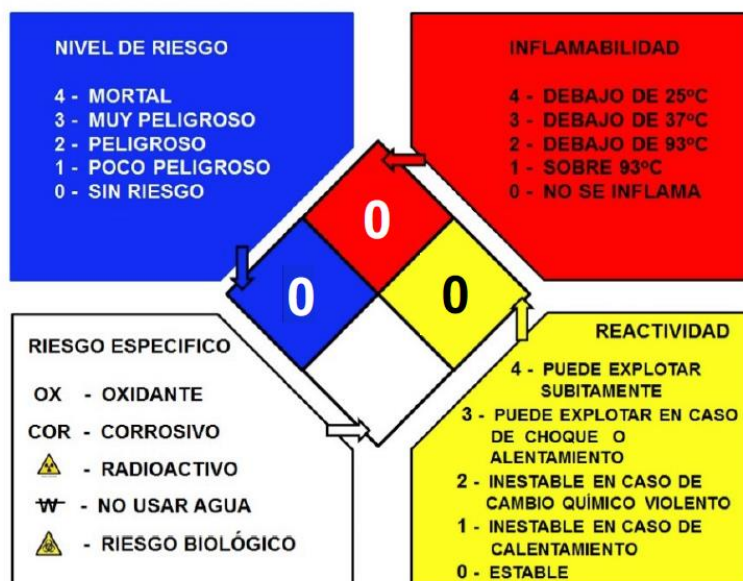 NIVEL DE RIESGO
4 - MORTAL
3 - MUY PELIGROSO
2 - PELIGROSO
1 - POCO PELIGROSO
0 - SIN RIESGO
INFLAMABILIDAD
4 - DEBAJO DE 25ºC
3 - DEBAJO DE 37ºC
2 - DEBAJO DE 93ºC
1 - SOBRE 93ºC
0 - NO SE INFLAMA
0
0
0
RIESGO ESPECIFICO
OX - OXIDANTE
COR - CORROSIVO
- RADIOACTIVO
W - NO USAR AGUA
- RIESGO BIOLÓGICO
REACTIVIDAD
4 - PUEDE EXPLOTAR
SUBITAMENTE
3 - PUEDE EXPLOTAR EN CASO
DE CHOQUE O
ALENTAMIENTO
2 - INESTABLE EN CASO DE
CAMBIO QUÍMICO VIOLENTO
1 - INESTABLE EN CASO DE
CALENTAMIENTO
0 - ESTABLE